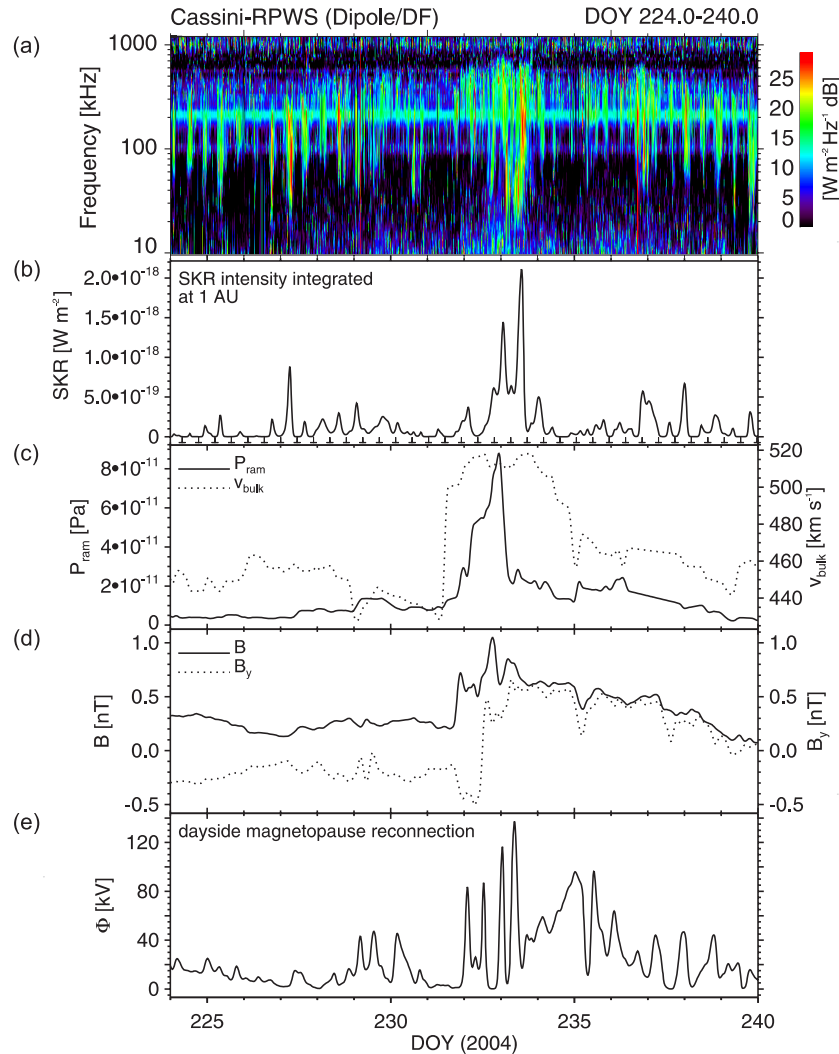 Cassini-RPWS (Dipole/DF) DOY 224.0-240.0
(a)
1000
100
10
Frequency [kHz]
25
20
15
10
5
0
[W m⁻² Hz⁻¹ dB]
(b)
SKR intensity integrated
at 1 AU
2.0•10⁻¹⁸
1.5•10⁻¹⁸
1.0•10⁻¹⁸
5.0•10⁻¹⁹
0
SKR [W m⁻²]
(c)
P_ram
v_bulk
8•10⁻¹¹
6•10⁻¹¹
4•10⁻¹¹
2•10⁻¹¹
0
P_ram [Pa]
520
500
480
460
440
v_bulk [km s⁻¹]
(d)
B
B_y
1.0
0.5
0.0
-0.5
B [nT]
1.0
0.5
0.0
-0.5
B_y [nT]
(e)
dayside magnetopause reconnection
120
80
40
0
Φ [kV]
225 230 235 240
DOY (2004)